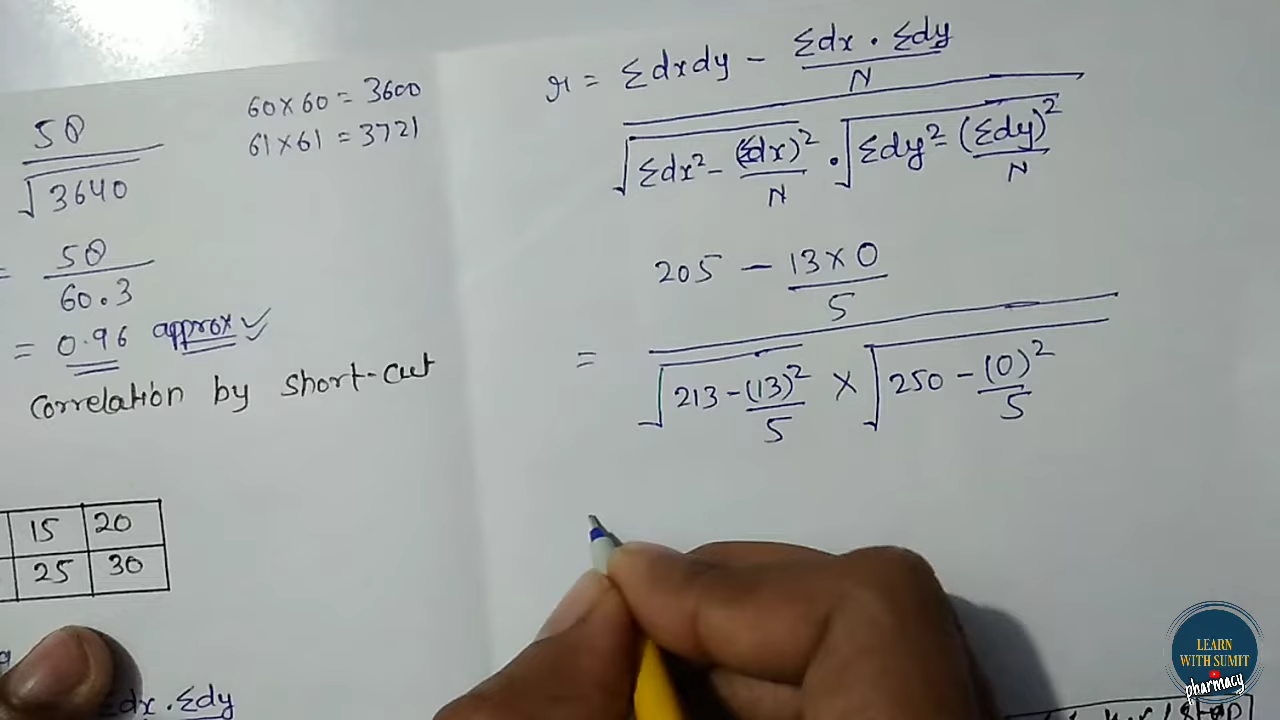 58
√3640
60×60 = 3600
61×61 = 3721
= 58
60.3
= 0.96 approx ✓
Correlation by short-cut
15 20
25 30
dx . Σdy
r = Σdxdy - Σdx . Σdy
N
√Σdx² - (Σdx)² . √Σdy² - (Σdy)²
N N
205 - 13×0
5
=
√213 - (13)² × √250 - (0)²
5 5
LEARN
WITH SUMIT
pharmacy